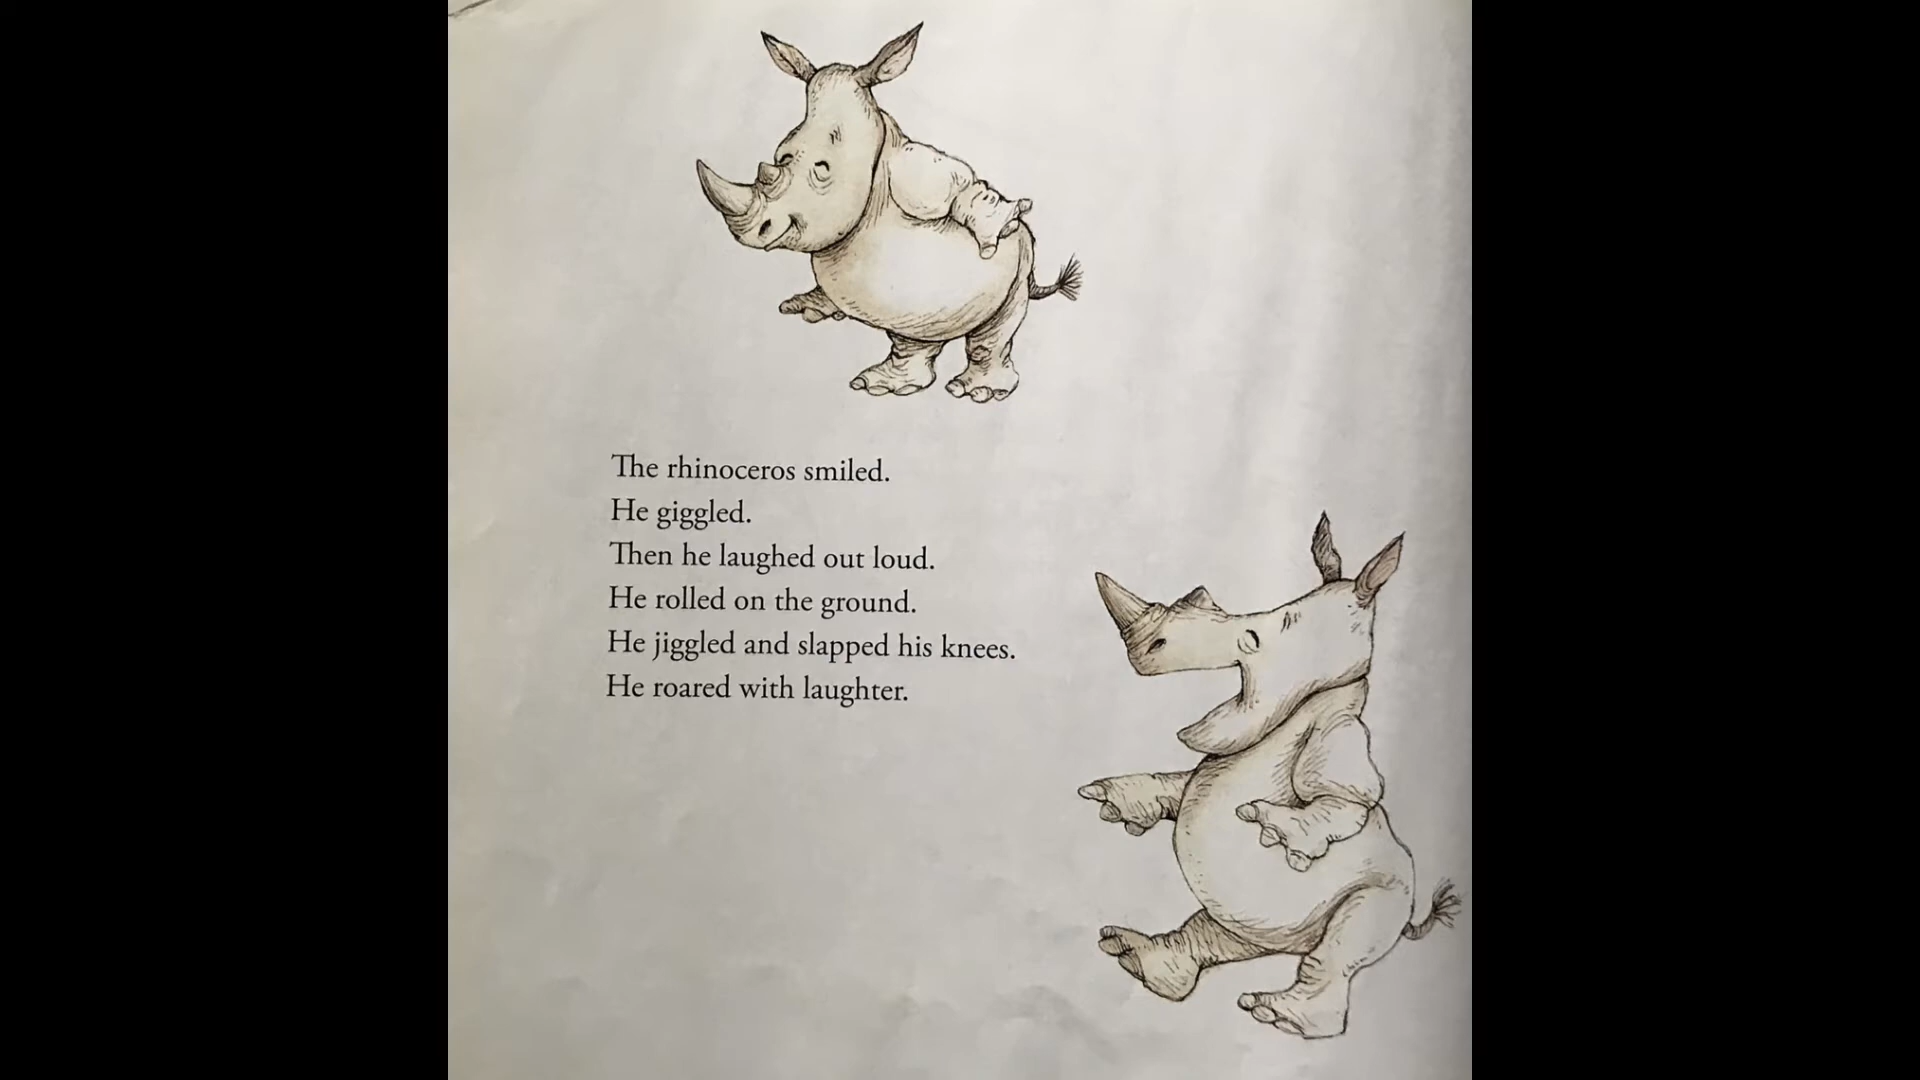 The rhinoceros smiled.
He giggled.
Then he laughed out loud.
He rolled on the ground.
He jiggled and slapped his knees.
He roared with laughter.